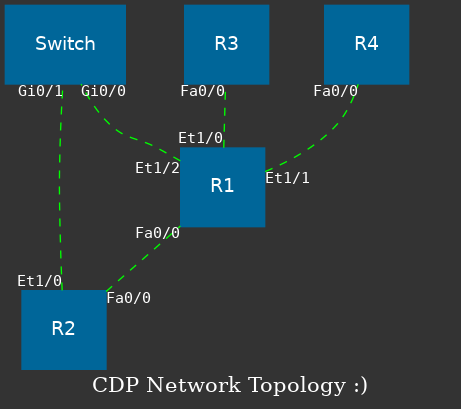 Switch
R3
R4
Gi0/1
Gi0/0
Fa0/0
Fa0/0
Et1/0
Et1/2
R1
Et1/1
Fa0/0
Et1/0
Fa0/0
R2
CDP Network Topology :)